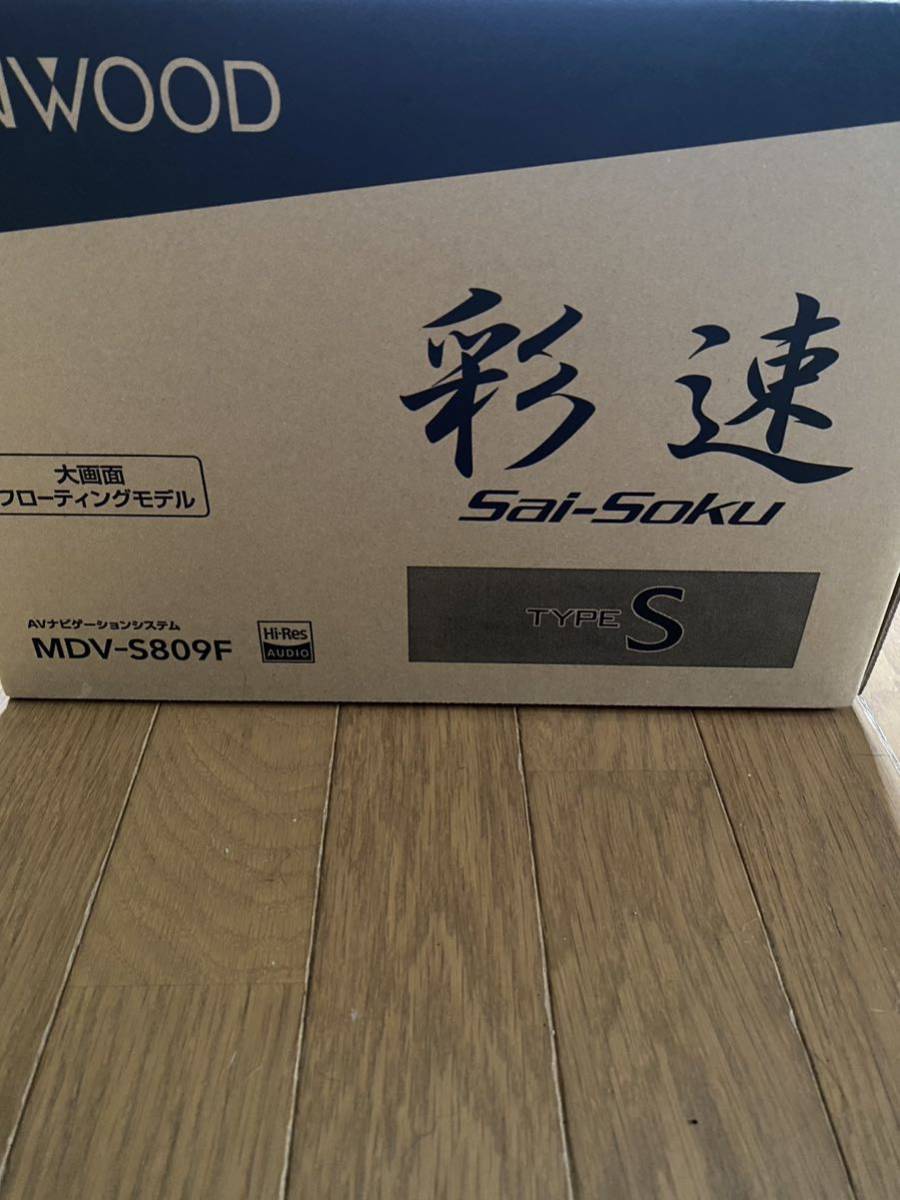 NWOOD
彩速
Sai-Soku
大画面
フローティングモデル
TYPE S
AVナビゲーションシステム
MDV-S809F
Hi-Res
AUDIO